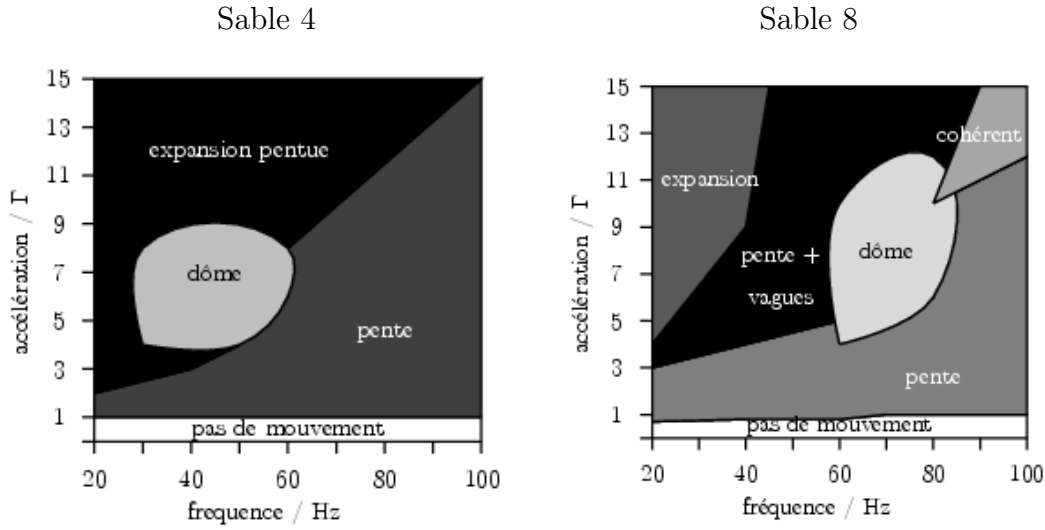 Sable 4
15
13
11
9
7
5
3
1
accélération / Γ
expansion pentue
dôme
pente
pas de mouvement
20 40 60 80 100
frequence / Hz
Sable 8
15
13
11
9
7
5
3
1
accélération / Γ
cohérent
expansion
pente +
vagues
dôme
pente
pas de mouvement
20 40 60 80 100
fréquence / Hz